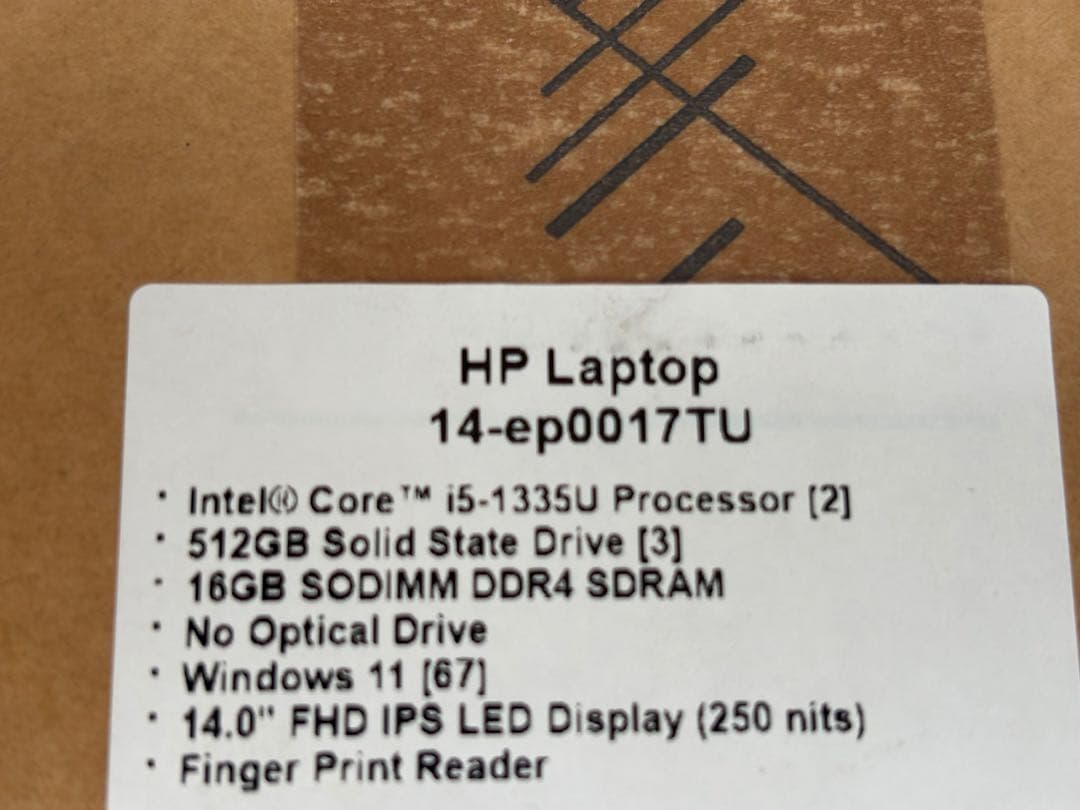 HP Laptop
14-ep0017TU
· Intel® Core™ i5-1335U Processor [2]
· 512GB Solid State Drive [3]
· 16GB SODIMM DDR4 SDRAM
· No Optical Drive
· Windows 11 [67]
· 14.0" FHD IPS LED Display (250 nits)
· Finger Print Reader